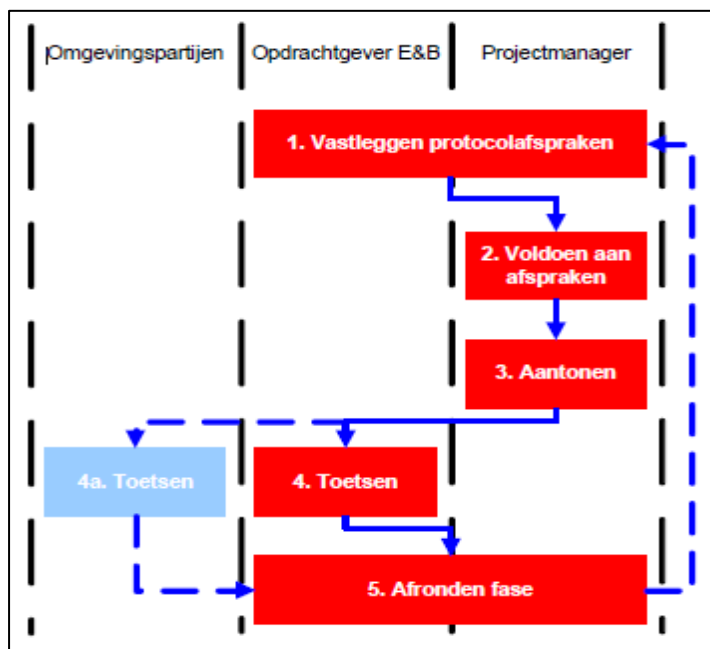 Omgevingspartijen
Opdrachtgever E&B
Projectmanager
1. Vastleggen protocolafspraken
2. Voldoen aan
afspraken
3. Aantonen
4a. Toetsen
4. Toetsen
5. Afronden fase